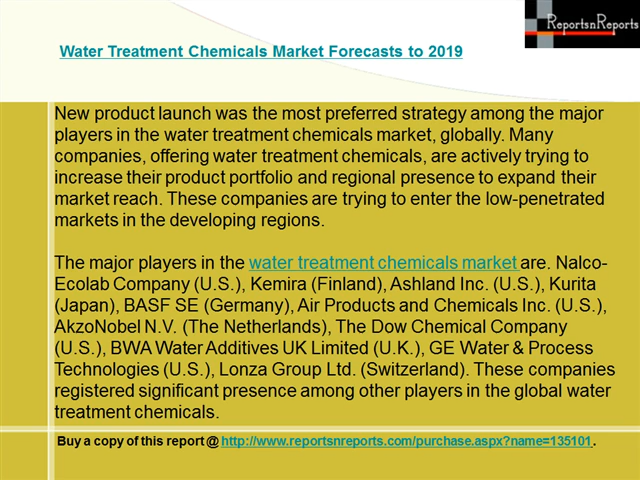 ReportsnReports
Water Treatment Chemicals Market Forecasts to 2019
New product launch was the most preferred strategy among the major
players in the water treatment chemicals market, globally. Many
companies, offering water treatment chemicals, are actively trying to
increase their product portfolio and regional presence to expand their
market reach. These companies are trying to enter the low-penetrated
markets in the developing regions.
The major players in the water treatment chemicals market are. Nalco-
Ecolab Company (U.S.), Kemira (Finland), Ashland Inc. (U.S.), Kurita
(Japan), BASF SE (Germany), Air Products and Chemicals Inc. (U.S.),
AkzoNobel N.V. (The Netherlands), The Dow Chemical Company
(U.S.), BWA Water Additives UK Limited (U.K.), GE Water & Process
Technologies (U.S.), Lonza Group Ltd. (Switzerland). These companies
registered significant presence among other players in the global water
treatment chemicals.
Buy a copy of this report @ http://www.reportsnreports.com/purchase.aspx?name=135101.